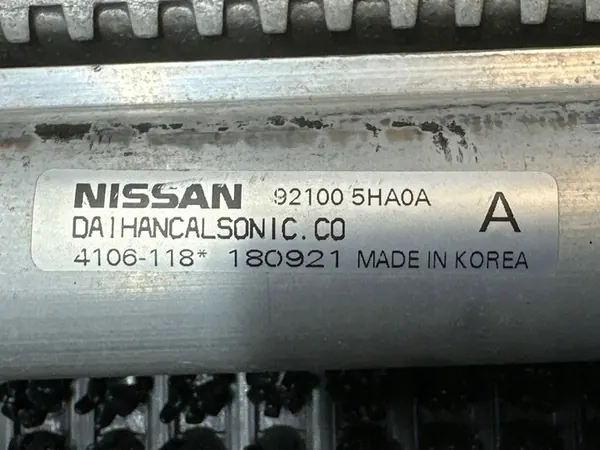 NISSAN 92100 5HA0A A
DAIHANCALSONIC.CO
4106-118* 180921 MADE IN KOREA